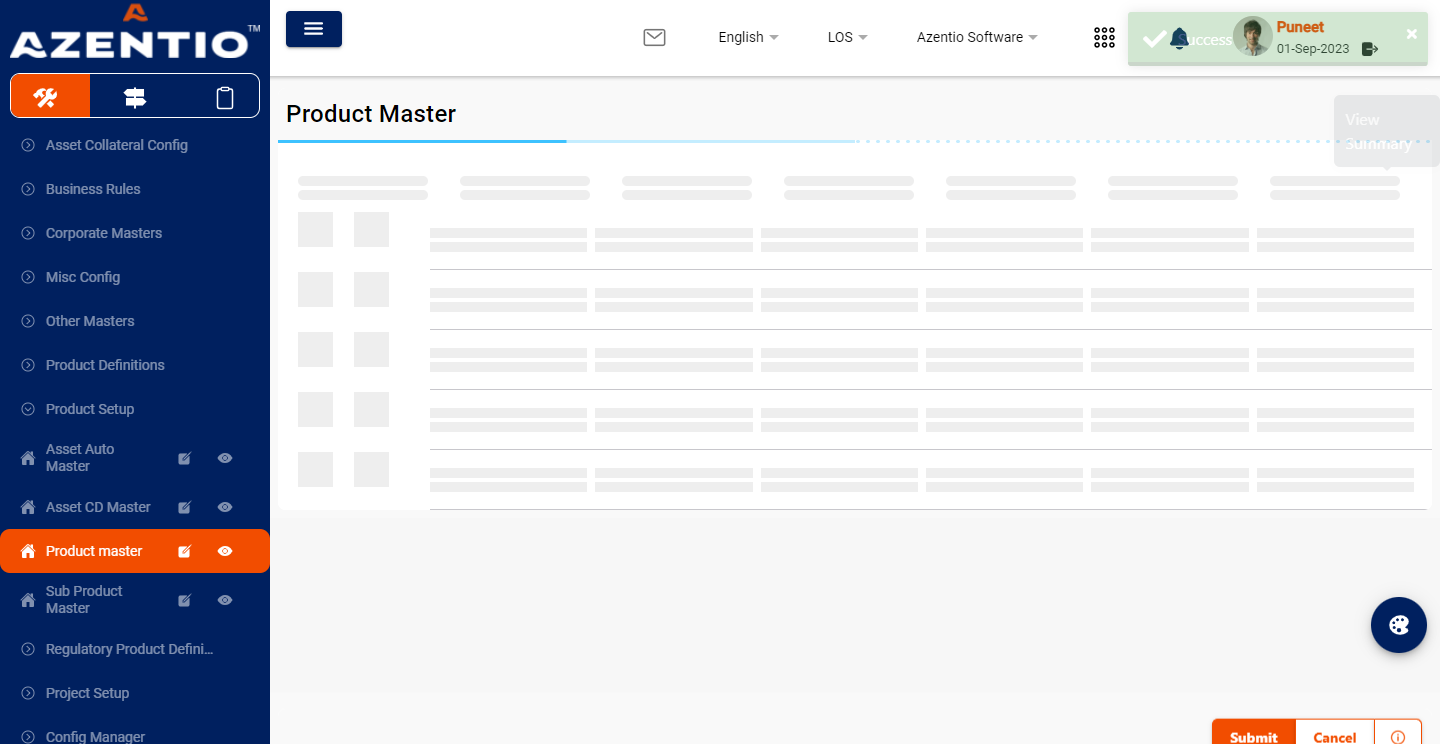 AZENTIO™
English
LOS
Azentio Software
Success
Puneet
01-Sep-2023
Product Master
View
Summary
Asset Collateral Config
Business Rules
Corporate Masters
Misc Config
Other Masters
Product Definitions
Product Setup
Asset Auto
Master
Asset CD Master
Product master
Sub Product
Master
Regulatory Product Defini...
Project Setup
Config Manager
Submit
Cancel